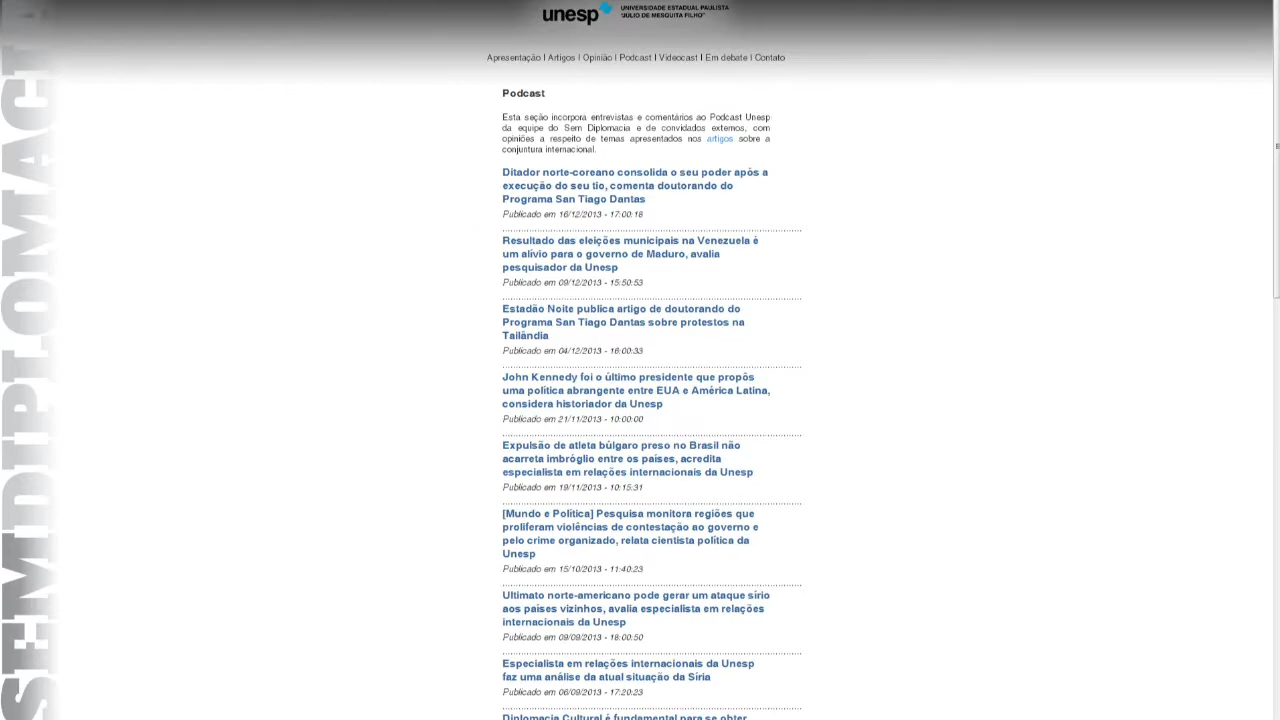 unesp
UNIVERSIDADE ESTADUAL PAULISTA
"JÚLIO DE MESQUITA FILHO"
Apresentação | Artigos | Opinião | Podcast | Videocast | Em debate | Contato
SEMDIPLOMACI
Podcast
Esta seção incorpora entrevistas e comentários ao Podcast Unesp
da equipe do Sem Diplomacia e de convidados externos, com
opiniões a respeito de temas apresentados nos artigos sobre a
conjuntura internacional.
Ditador norte-coreano consolida o seu poder após a
execução do seu tio, comenta doutorando do
Programa San Tiago Dantas
Publicado em 16/12/2013 - 17:00:18
Resultado das eleições municipais na Venezuela é
um alívio para o governo de Maduro, avalia
pesquisador da Unesp
Publicado em 09/12/2013 - 15:50:53
Estadão Noite publica artigo de doutorando do
Programa San Tiago Dantas sobre protestos na
Tailândia
Publicado em 04/12/2013 - 16:00:33
John Kennedy foi o último presidente que propôs
uma política abrangente entre EUA e América Latina,
considera historiador da Unesp
Publicado em 21/11/2013 - 10:00:00
Expulsão de atleta búlgaro preso no Brasil não
acarreta imbróglio entre os países, acredita
especialista em relações internacionais da Unesp
Publicado em 19/11/2013 - 10:15:31
[Mundo e Política] Pesquisa monitora regiões que
proliferam violências de contestação ao governo e
pelo crime organizado, relata cientista política da
Unesp
Publicado em 15/10/2013 - 11:40:23
Ultimato norte-americano pode gerar um ataque sírio
aos países vizinhos, avalia especialista em relações
internacionais da Unesp
Publicado em 09/09/2013 - 18:00:50
Especialista em relações internacionais da Unesp
faz uma análise da atual situação da Síria
Publicado em 06/09/2013 - 17:20:23
Diplomacia Cultural é fundamental para se obter